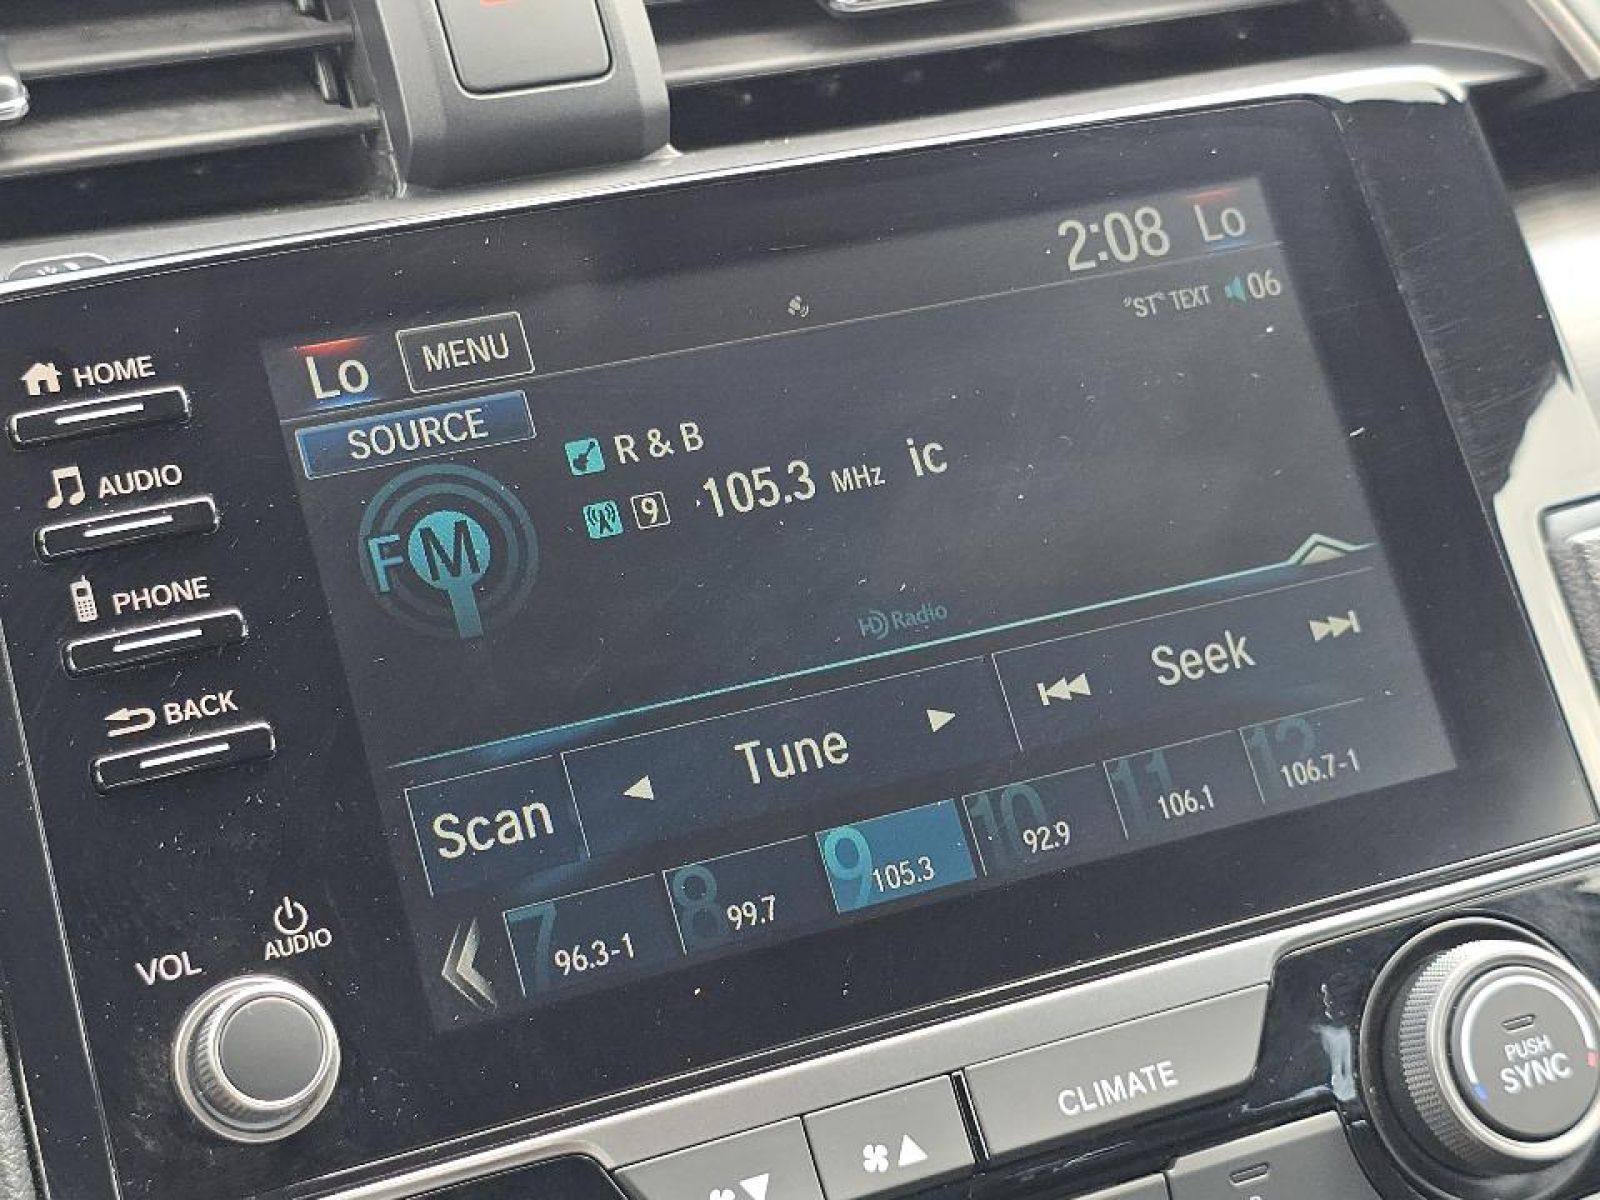 2:08 Lo
"ST" TEXT 06
Lo MENU
SOURCE
R & B
FM
9 105.3 MHz ic
HD Radio
Scan
Tune
Seek
7 96.3-1
8 99.7
9 105.3
10 92.9
11 106.1
12 106.7-1
HOME
AUDIO
PHONE
BACK
VOL
AUDIO
CLIMATE
PUSH
SYNC